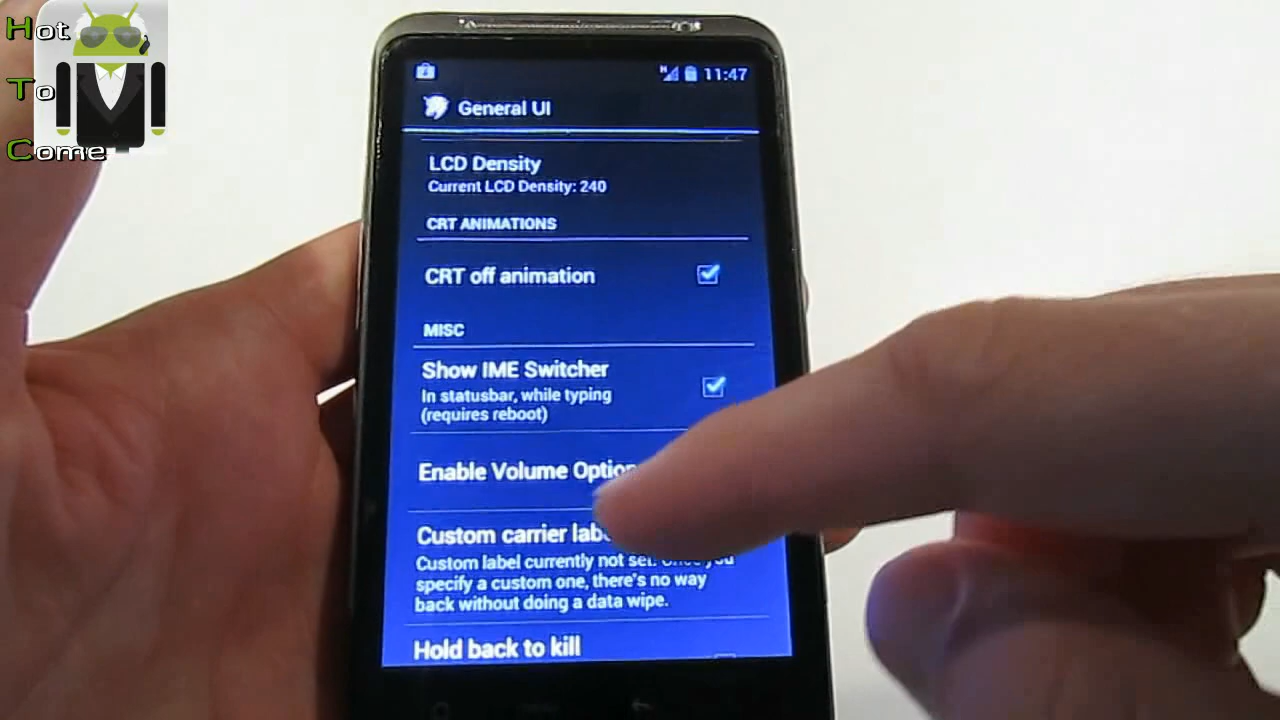 Hot
To
Come
H
11:47
General UI
LCD Density
Current LCD Density: 240
CRT ANIMATIONS
CRT off animation
MISC
Show IME Switcher
In statusbar, while typing
(requires reboot)
Enable Volume
Custom carrier
Custom label currently not set. Once you
specify a custom one, there's no way
back without doing a data wipe.
Hold back to kill